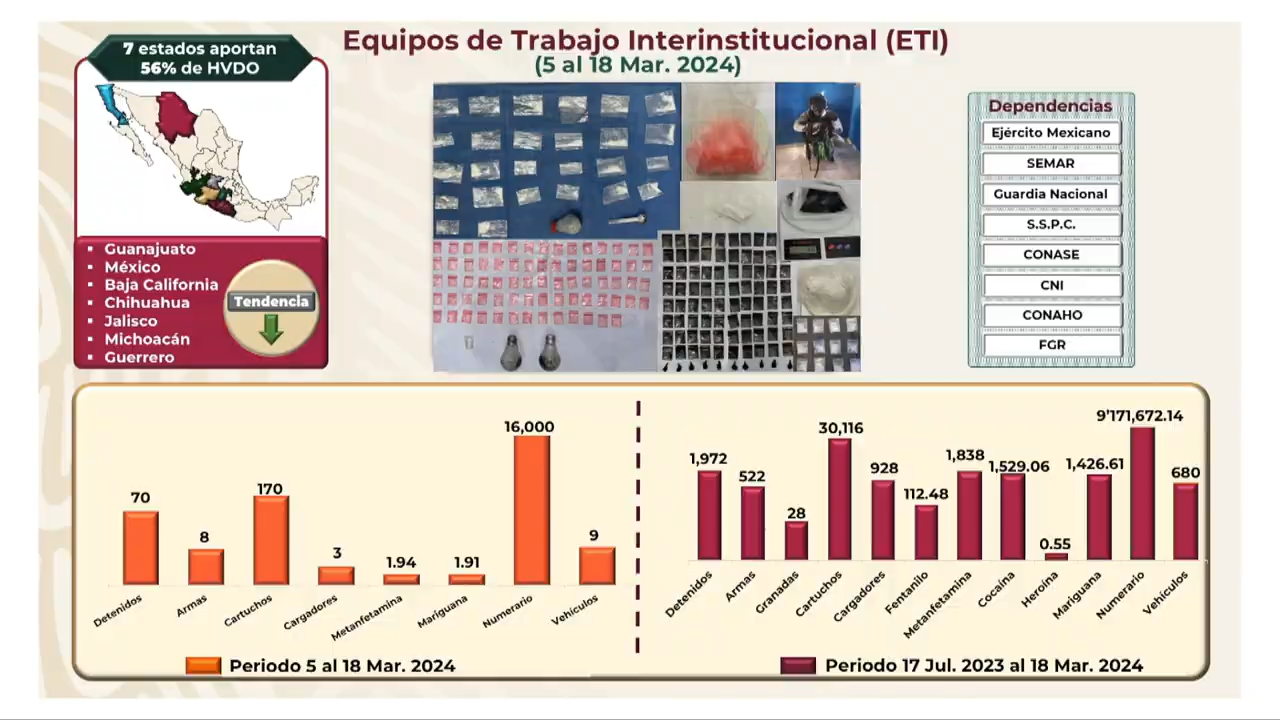 Equipos de Trabajo Interinstitucional (ETI)
(5 al 18 Mar. 2024)
7 estados aportan
56% de HVDO
▪ Guanajuato
▪ México
▪ Baja California
▪ Chihuahua
▪ Jalisco
▪ Michoacán
▪ Guerrero
Tendencia
Dependencias
Ejército Mexicano
SEMAR
Guardia Nacional
S.S.P.C.
CONASE
CNI
CONAHO
FGR
70
8
170
3
1.94
1.91
16,000
9
Detenidos
Armas
Cartuchos
Cargadores
Metanfetamina
Mariguana
Numerario
Vehículos
Periodo 5 al 18 Mar. 2024
1,972
522
28
30,116
928
112.48
1,838
1,529.06
0.55
1,426.61
9'171,672.14
680
Detenidos
Armas
Granadas
Cartuchos
Cargadores
Fentanilo
Metanfetamina
Cocaína
Heroína
Mariguana
Numerario
Vehículos
Periodo 17 Jul. 2023 al 18 Mar. 2024